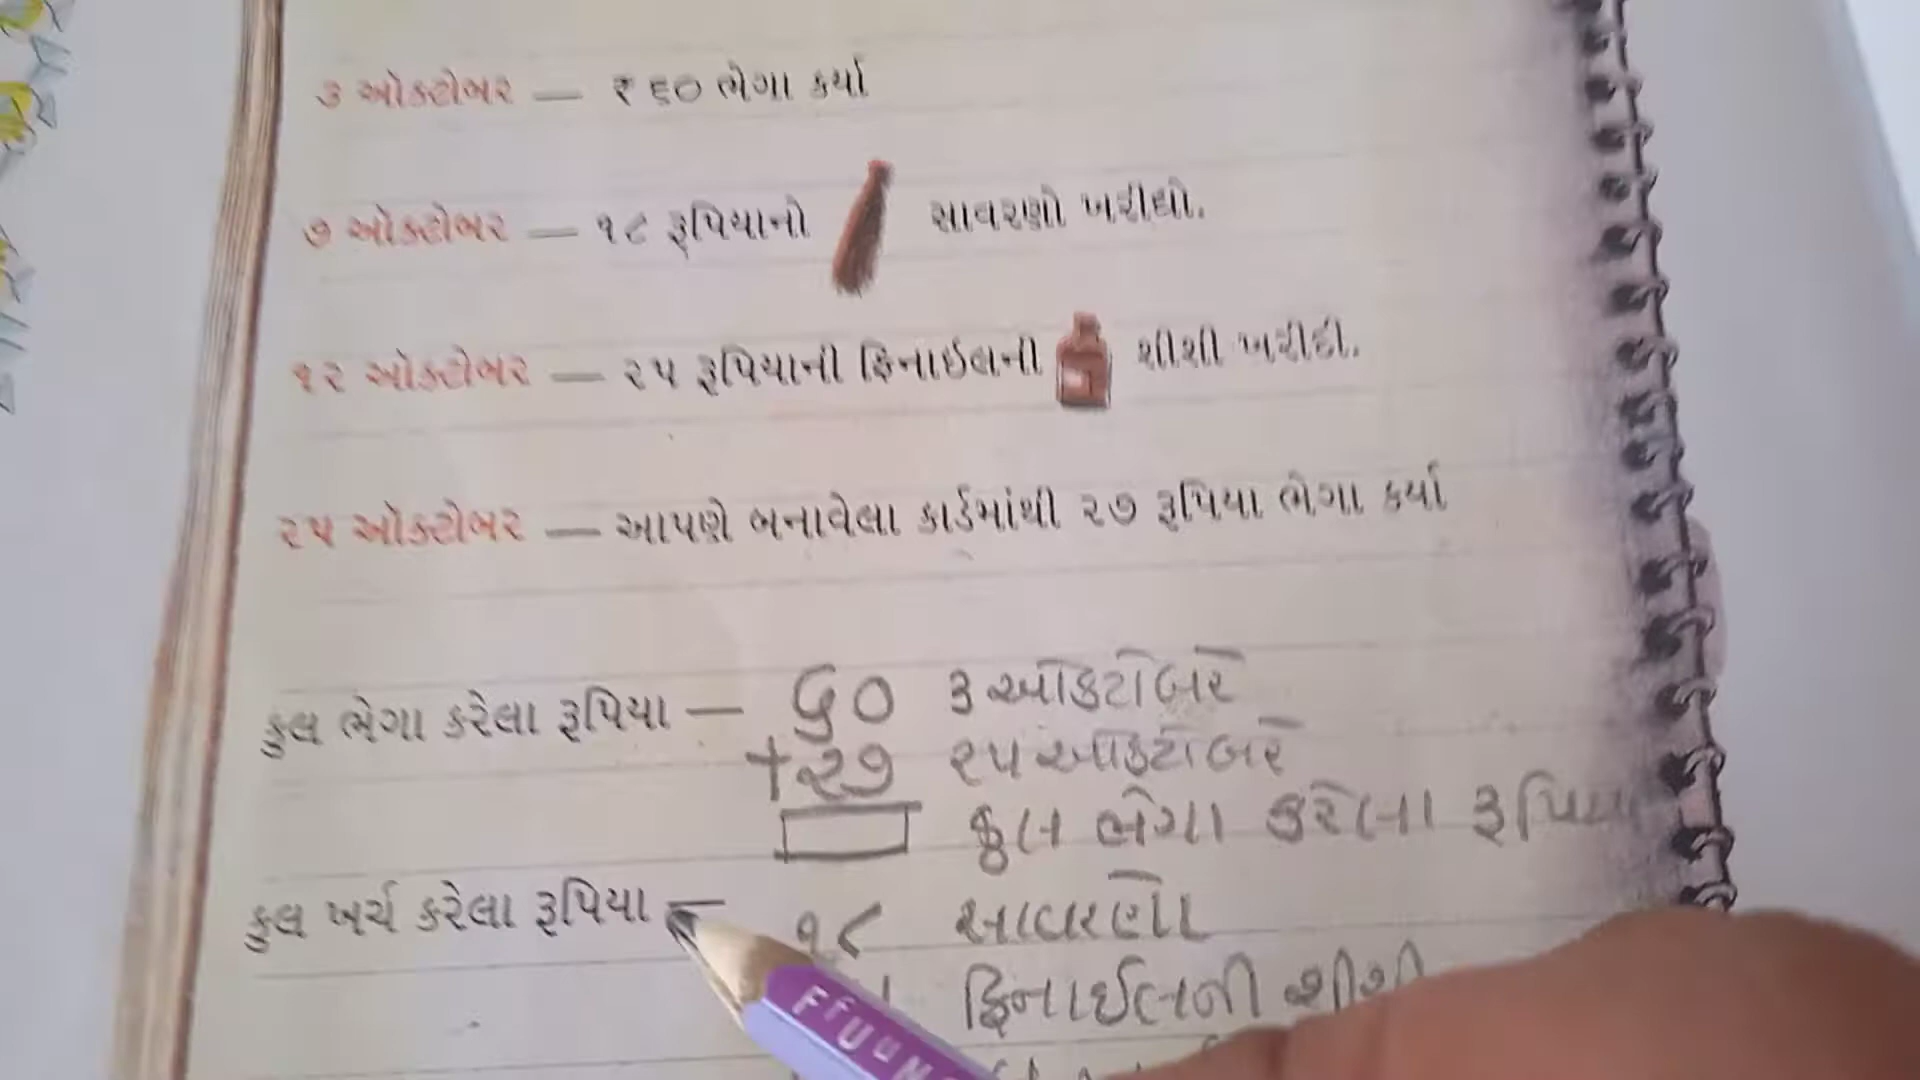 ૩ ઓક્ટોબર — ₹ ૬૦ ભેગા કર્યા
૭ ઓક્ટોબર — ૧૮ રૂપિયાનો સાવરણો ખરીદ્યો.
૧૨ ઓક્ટોબર — ૨૫ રૂપિયાની ફિનાઈલની શીશી ખરીદી.
૨૫ ઓક્ટોબર — આપણે બનાવેલા કાર્ડમાંથી ૨૭ રૂપિયા ભેગા કર્યા
કુલ ભેગા કરેલા રૂપિયા — ૬૦ ૩ ઓક્ટોબરે
+૨૭ ૨૫ ઓક્ટોબરે
કુલ ભેગા કરેલા રૂપિયા
કુલ ખર્ચ કરેલા રૂપિયા — ૧૮ સાવરણો
ફિનાઈલની શીશી
FfUuN